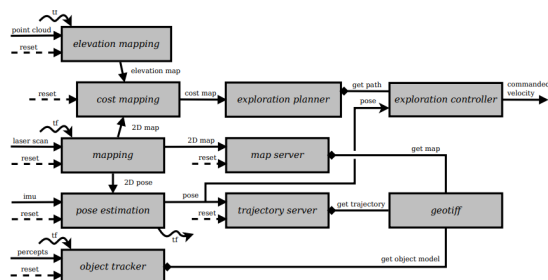 tf
point cloud
reset
elevation mapping
elevation map
reset
cost mapping
cost map
exploration planner
get path
pose
exploration controller
commanded
velocity
tf
laser scan
reset
mapping
2D map
2D map
reset
map server
get map
2D pose
imu
reset
pose estimation
pose
reset
trajectory server
get trajectory
geotiff
tf
tf
percepts
reset
object tracker
get object model